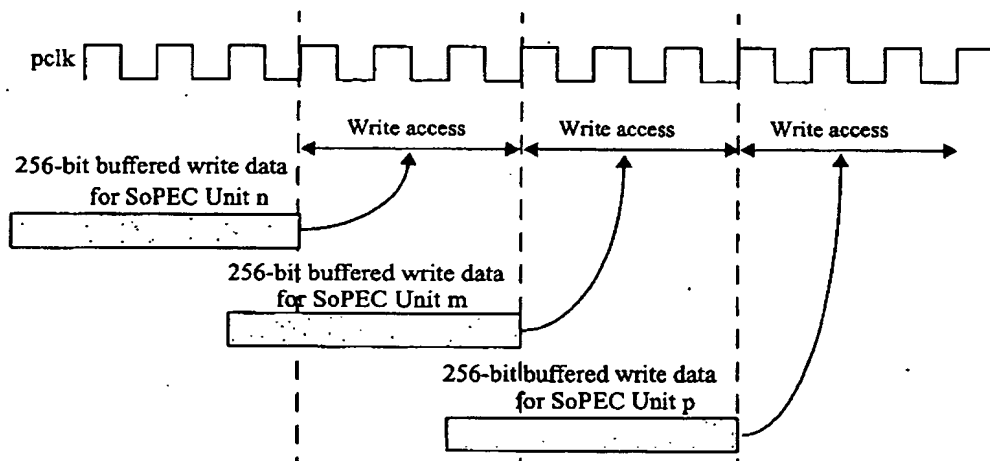 pclk
Write access
Write access
Write access
256-bit buffered write data
for SoPEC Unit n
256-bit buffered write data
for SoPEC Unit m
256-bit buffered write data
for SoPEC Unit p